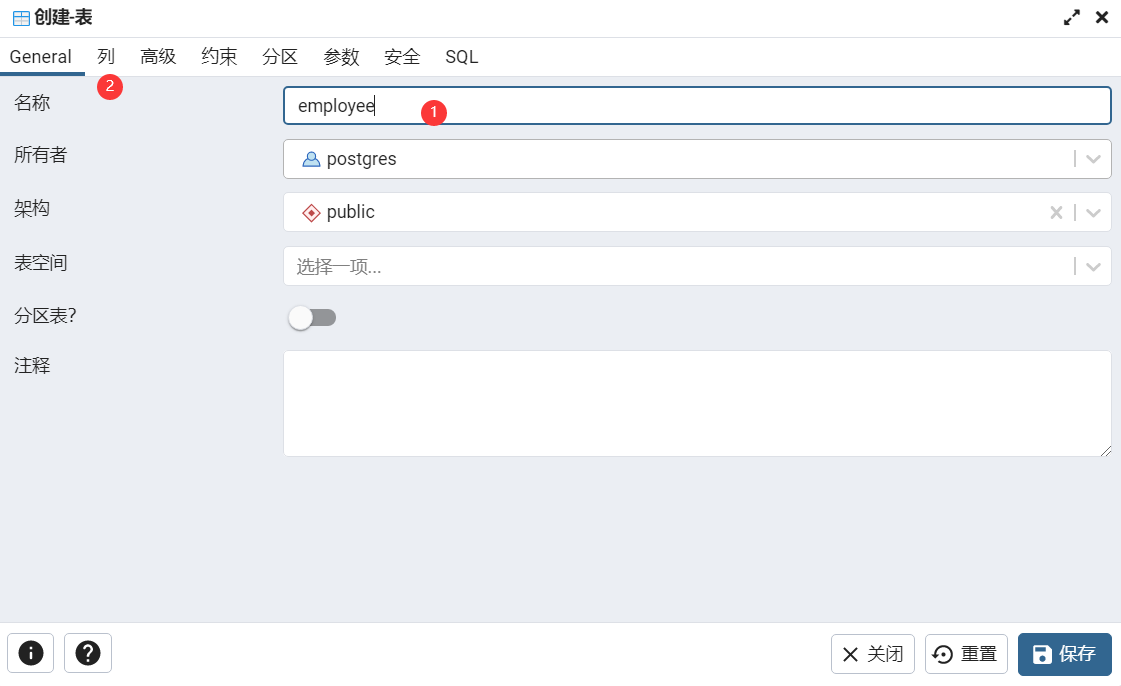 创建-表
General 列 高级 约束 分区 参数 安全 SQL
2
名称 employee 1
所有者 postgres
架构 public
表空间 选择一项...
分区表?
注释
关闭 重置 保存